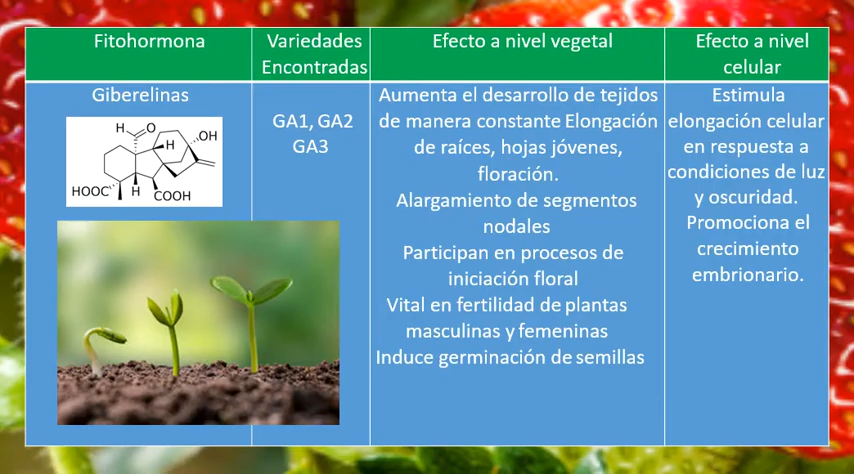 Fitohormona
Variedades
Encontradas
Efecto a nivel vegetal
Efecto a nivel
celular
Giberelinas
H
O
H
OH
HOOC
H
COOH
GA1, GA2
GA3
Aumenta el desarrollo de tejidos
de manera constante Elongación
de raíces, hojas jóvenes,
floración.
Alargamiento de segmentos
nodales
Participan en procesos de
iniciación floral
Vital en fertilidad de plantas
masculinas y femeninas
Induce germinación de semillas
Estimula
elongación celular
en respuesta a
condiciones de luz
y oscuridad.
Promociona el
crecimiento
embrionario.